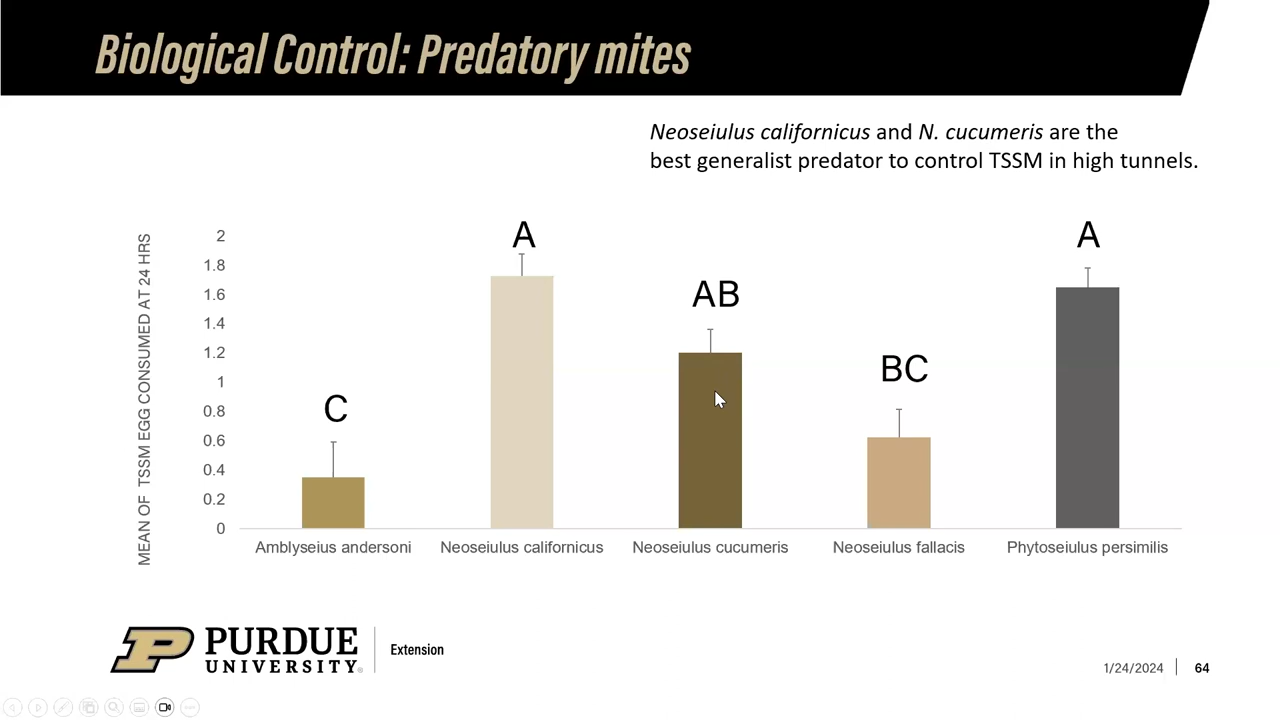 Biological Control: Predatory mites
Neoseiulus californicus and N. cucumeris are the
best generalist predator to control TSSM in high tunnels.
MEAN OF TSSM EGG CONSUMED AT 24 HRS
2
1.8
1.6
1.4
1.2
1
0.8
0.6
0.4
0.2
0
C
A
AB
BC
A
Amblyseius andersoni
Neoseiulus californicus
Neoseiulus cucumeris
Neoseiulus fallacis
Phytoseiulus persimilis
P PURDUE UNIVERSITY®
Extension
1/24/2024
64